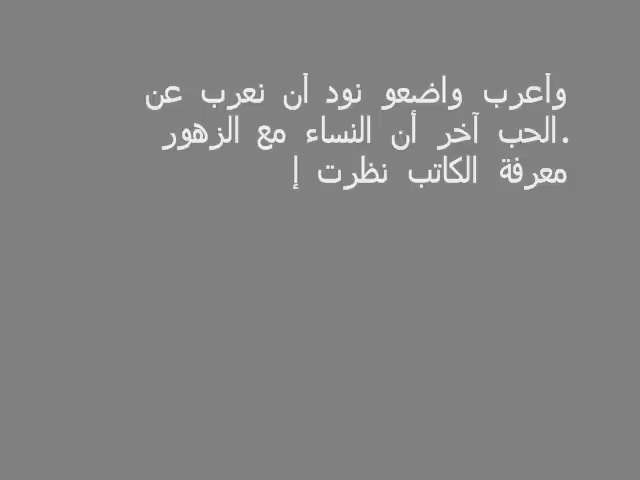 وأعرب واضعو نود أن نعرب عن
.الحب آخر أن النساء مع الزهور
معرفة الكاتب نظرت إ